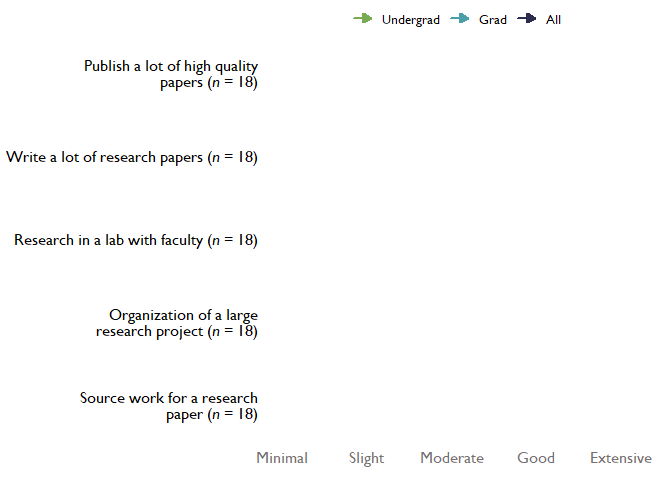 Undergrad Grad All
Publish a lot of high quality
papers (n = 18)
Write a lot of research papers (n = 18)
Research in a lab with faculty (n = 18)
Organization of a large
research project (n = 18)
Source work for a research
paper (n = 18)
Minimal Slight Moderate Good Extensive